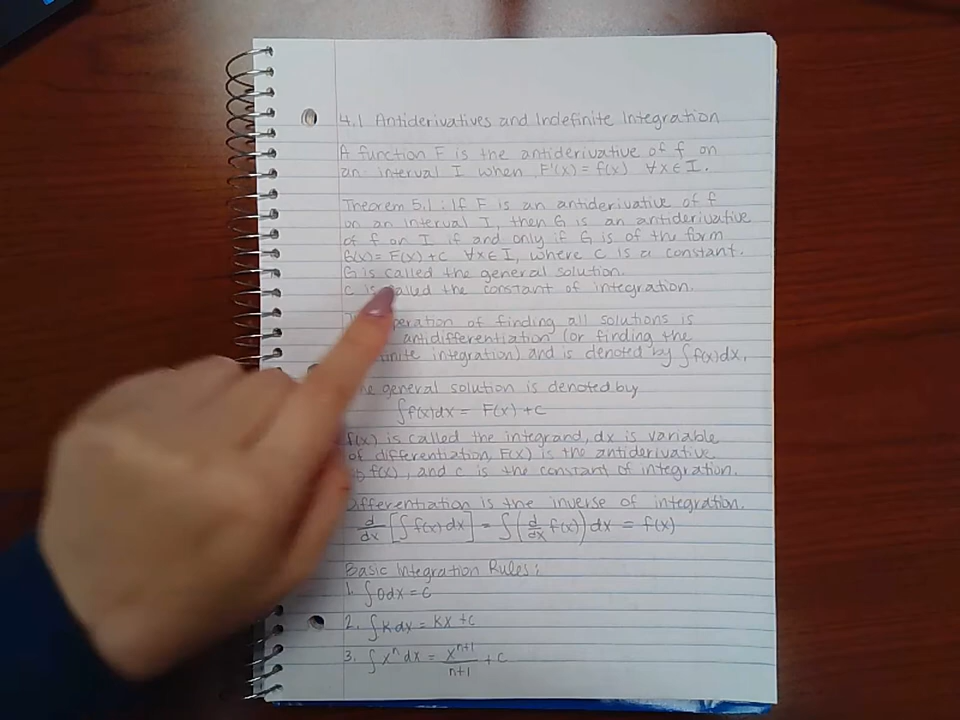 4.1 Antiderivatives and Indefinite Integration
A function F is the antiderivative of f on
an interval I when F'(x) = f(x) ∀x∈I.
Theorem 5.1: If F is an antiderivative of f
on an interval I, then G is an antiderivative
of f on I if and only if G is of the form
G(x) = F(x) + C ∀x∈I, where C is a constant.
G is called the general solution.
C is called the constant of integration.
operation of finding all solutions is
antidifferentiation (or finding the
integration) and is denoted by ∫f(x)dx.
general solution is denoted by
∫f(x)dx = F(x) + C
f(x) is called the integrand, dx is variable
of differentiation, F(x) is the antiderivative
f(x), and C is the constant of integration.
Differentiation is the inverse of integration.
d/dx [∫f(x)dx] = ∫(d/dx f(x)) dx = f(x)
Basic Integration Rules:
1. ∫0dx = C
2. ∫Kdx = Kx + C
3. ∫x^n dx = x^(n+1)/(n+1) + C